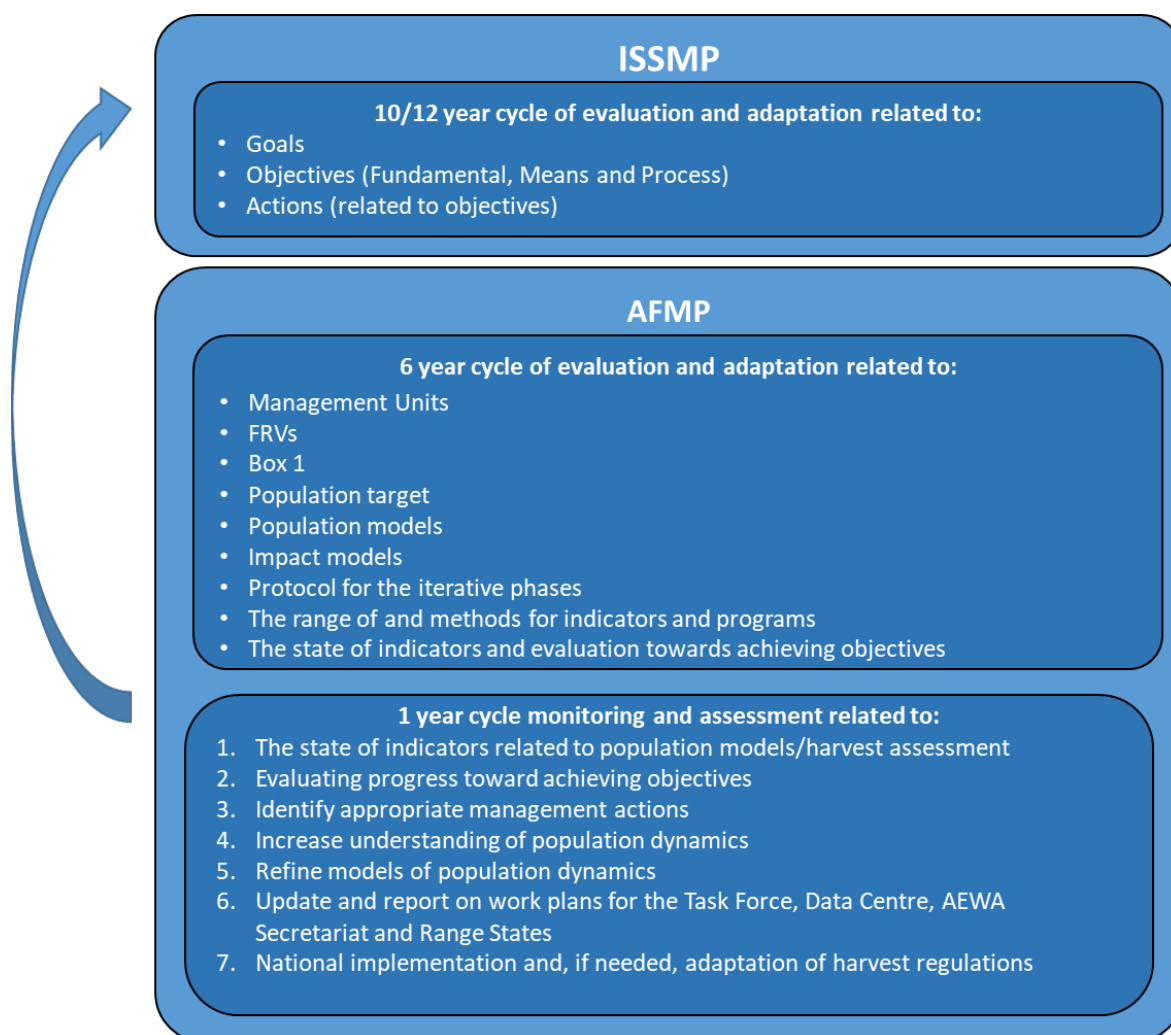 ISSMP
10/12 year cycle of evaluation and adaptation related to:
• Goals
• Objectives (Fundamental, Means and Process)
• Actions (related to objectives)
AFMP
6 year cycle of evaluation and adaptation related to:
• Management Units
• FRVs
• Box 1
• Population target
• Population models
• Impact models
• Protocol for the iterative phases
• The range of and methods for indicators and programs
• The state of indicators and evaluation towards achieving objectives
1 year cycle monitoring and assessment related to:
1. The state of indicators related to population models/harvest assessment
2. Evaluating progress toward achieving objectives
3. Identify appropriate management actions
4. Increase understanding of population dynamics
5. Refine models of population dynamics
6. Update and report on work plans for the Task Force, Data Centre, AEWA
Secretariat and Range States
7. National implementation and, if needed, adaptation of harvest regulations